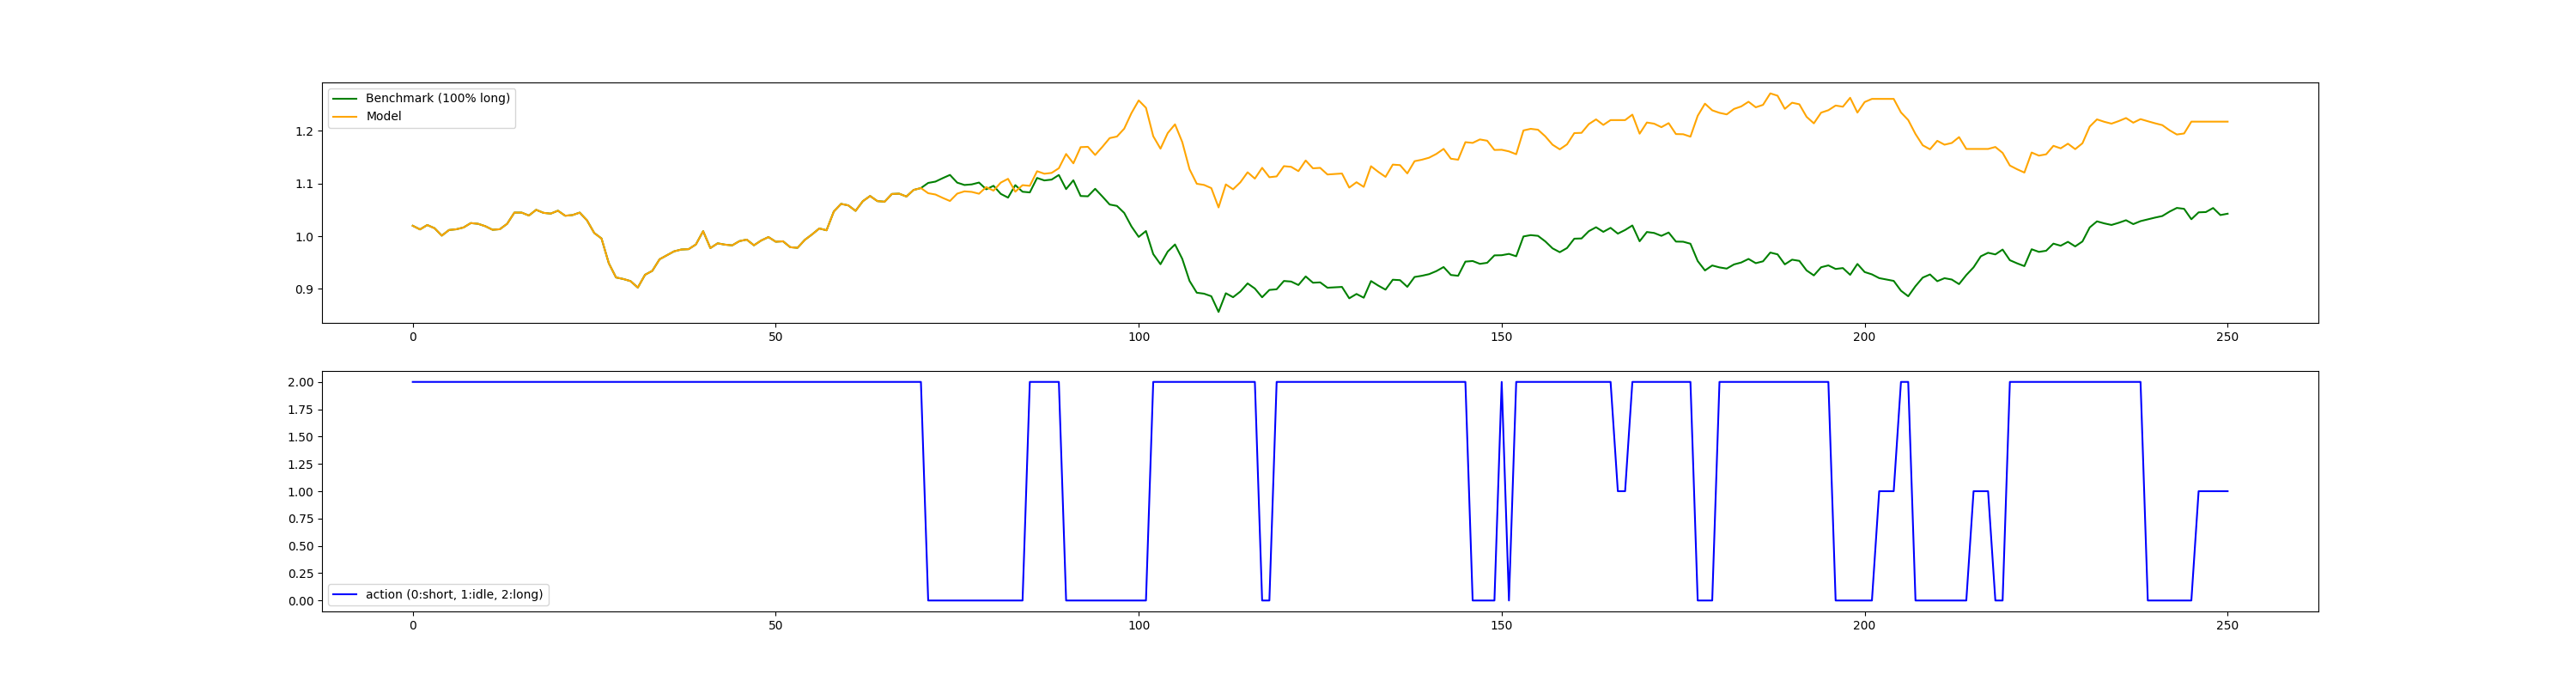 Benchmark (100% long)
Model
1.2
1.1
1.0
0.9
0 50 100 150 200 250
2.00
1.75
1.50
1.25
1.00
0.75
0.50
0.25
0.00
action (0:short, 1:idle, 2:long)
0 50 100 150 200 250